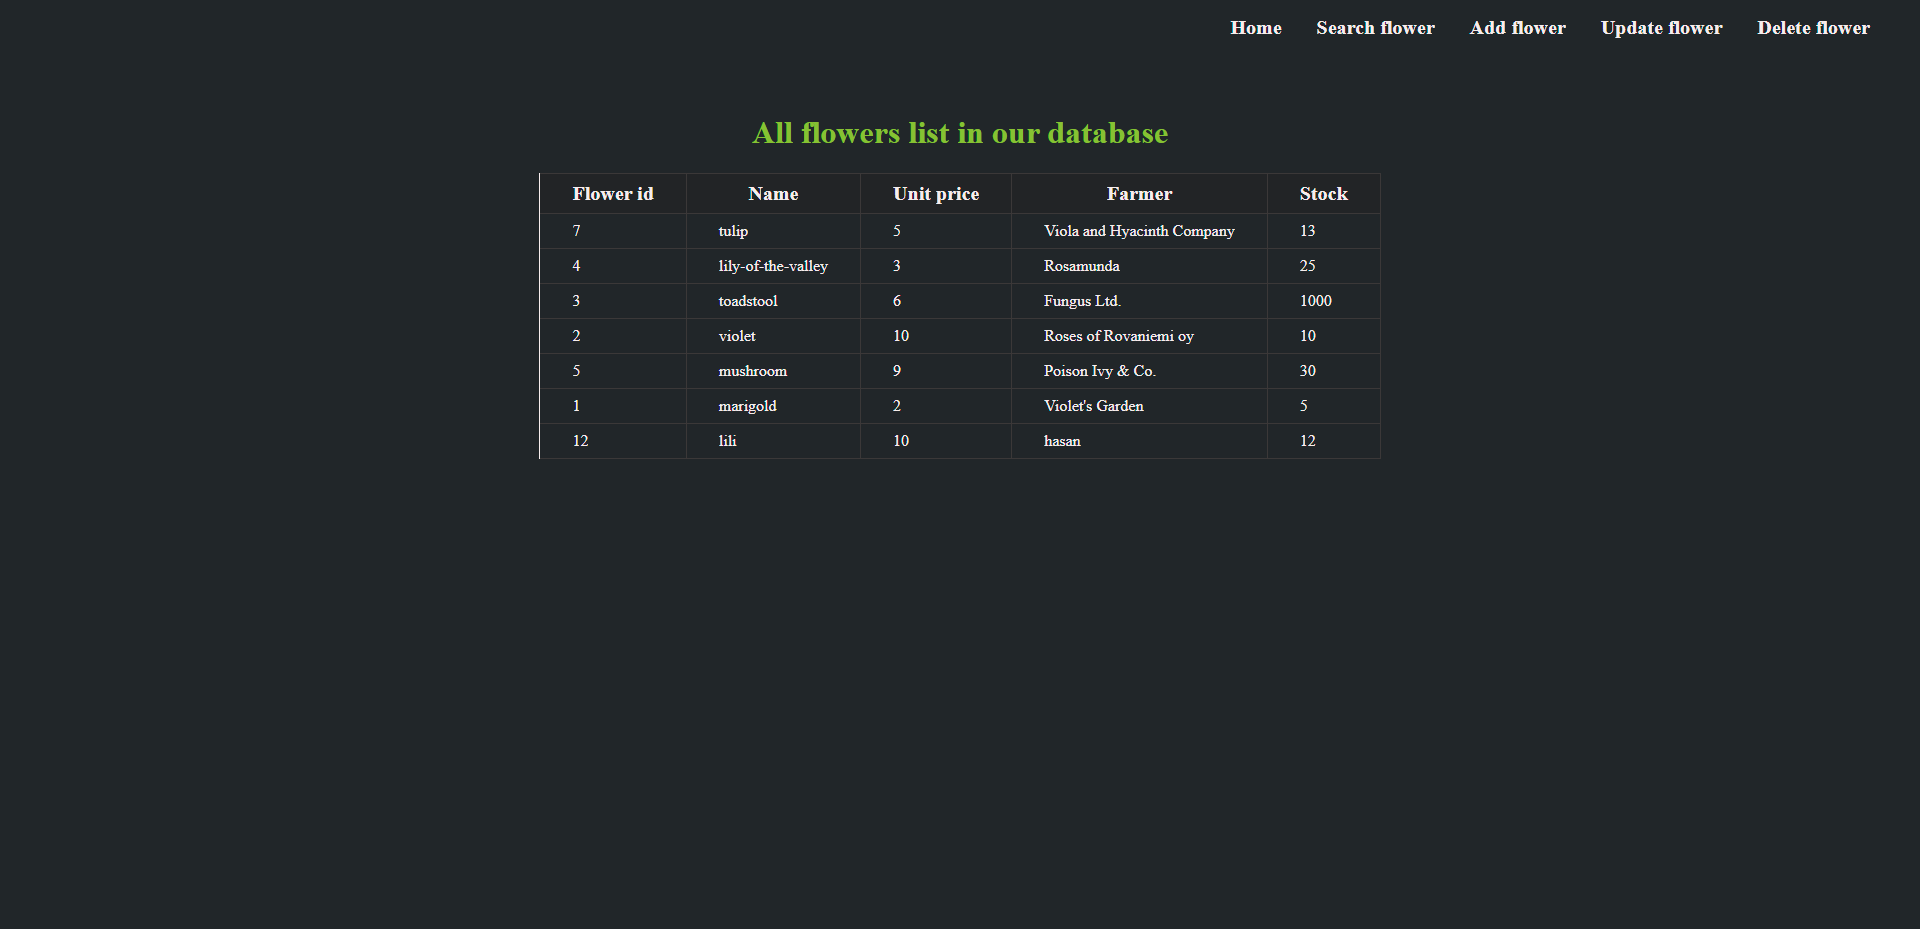 Home Search flower Add flower Update flower Delete flower
All flowers list in our database
Flower id Name Unit price Farmer Stock
7 tulip 5 Viola and Hyacinth Company 13
4 lily-of-the-valley 3 Rosamunda 25
3 toadstool 6 Fungus Ltd. 1000
2 violet 10 Roses of Rovaniemi oy 10
5 mushroom 9 Poison Ivy & Co. 30
1 marigold 2 Violet's Garden 5
12 lili 10 hasan 12